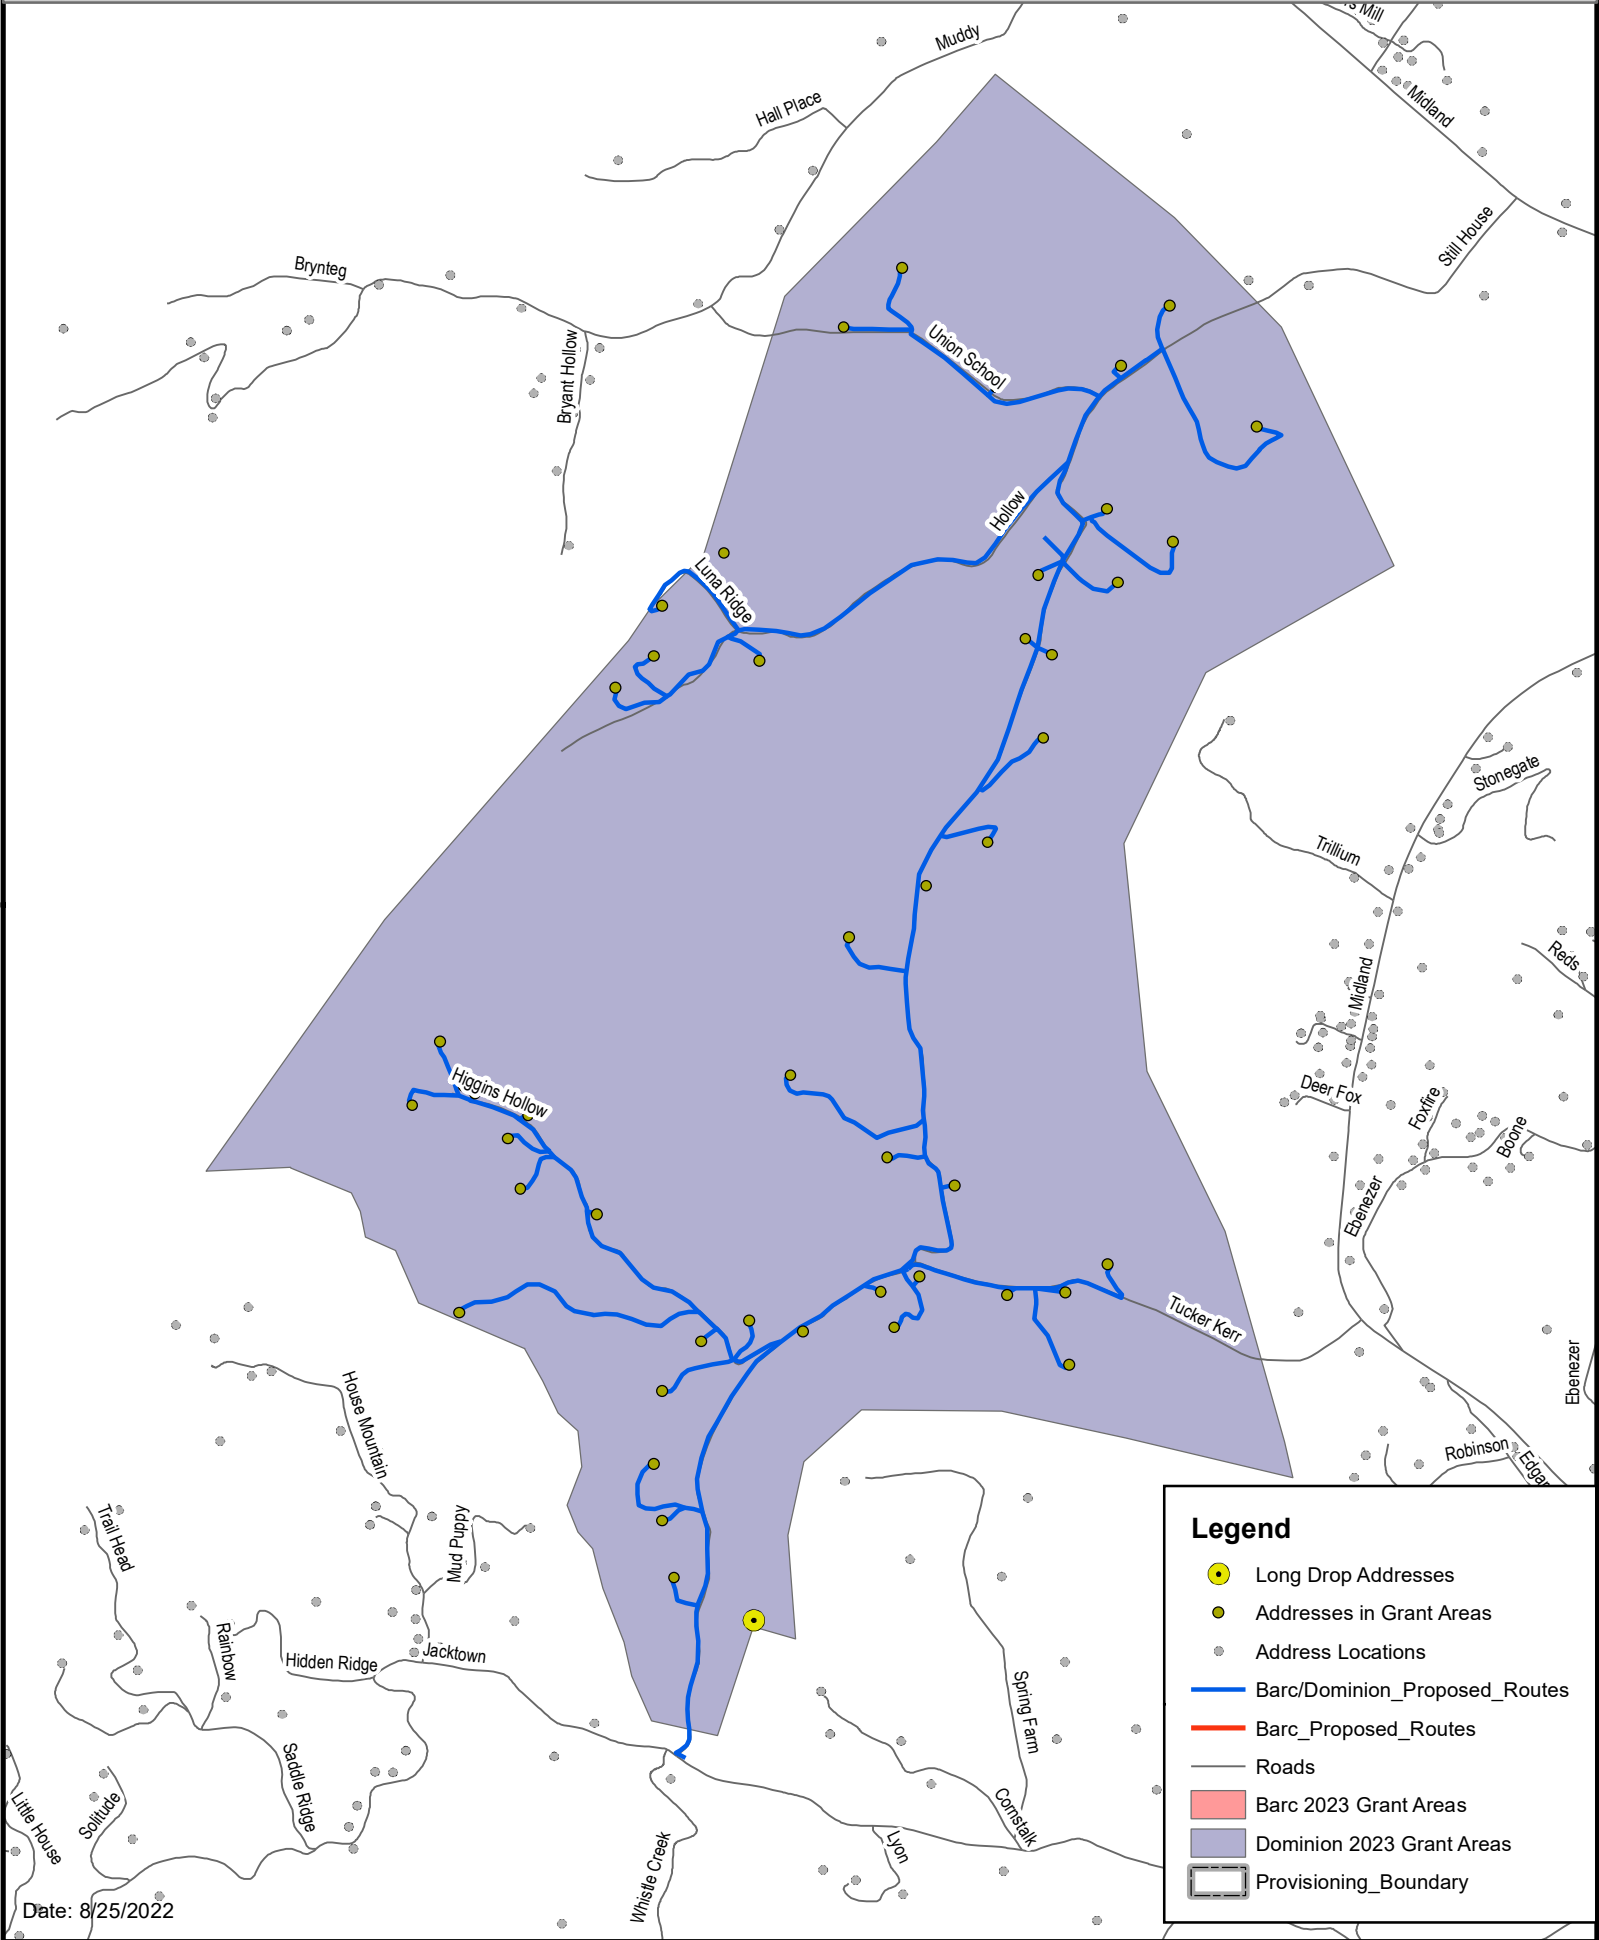 Muddy
Mill
Hall Place
Midland
Still House
Brynteg
Union School
Bryant Hollow
Hollow
Luna Ridge
Stonegate
Trillium
Reds
Midland
Higgins Hollow
Deer Fox
Foxfire
Boone
Ebenezer
Tucker Kerr
Ebenezer
House Mountain
Robinson
Edgar
Trail Head
Mud Puppy
Rainbow
Hidden Ridge
Jacktown
Spring Farm
Saddle Ridge
Little House
Solitude
Cornstalk
Whistle Creek
Lyon
Legend
Long Drop Addresses
Addresses in Grant Areas
Address Locations
Barc/Dominion_Proposed_Routes
Barc_Proposed_Routes
Roads
Barc 2023 Grant Areas
Dominion 2023 Grant Areas
Provisioning_Boundary
Date: 8/25/2022